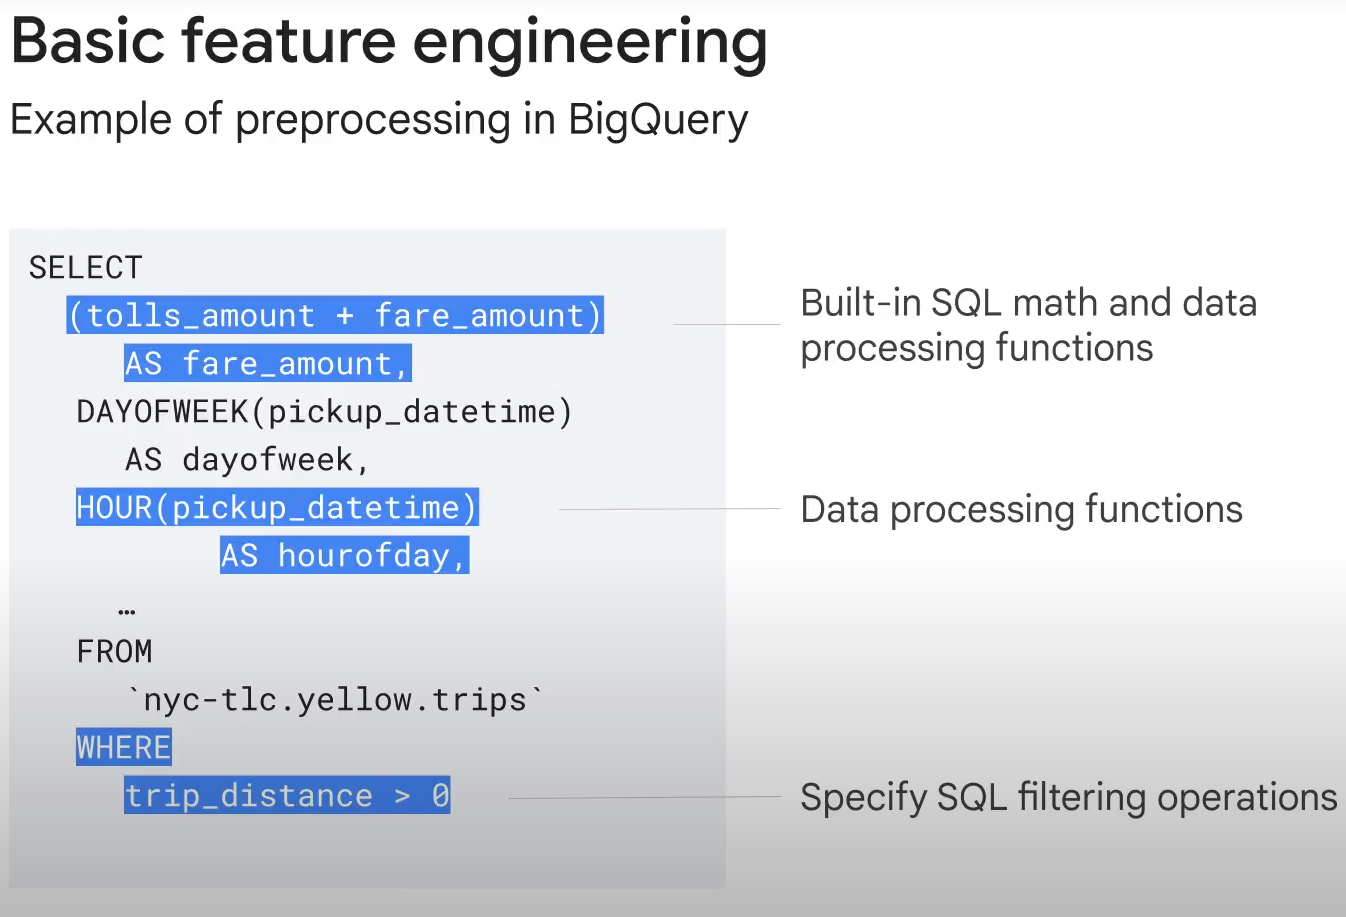 Basic feature engineering
Example of preprocessing in BigQuery
SELECT
(tolls_amount + fare_amount)
AS fare_amount,
DAYOFWEEK(pickup_datetime)
AS dayofweek,
HOUR(pickup_datetime)
AS hourofday,
…
FROM
`nyc-tlc.yellow.trips`
WHERE
trip_distance > 0
Built-in SQL math and data
processing functions
Data processing functions
Specify SQL filtering operations